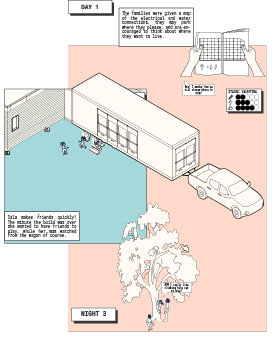 DAY 1
The families were given a map
of the electrical and water
connections, they may park
where they please, and are en-
couraged to think about where
they want to live.
Isla makes friends quickly!
The minute the build was over
she wanted to have friends to
play, while her mom watched
from the wagon of course.
NIGHT 3